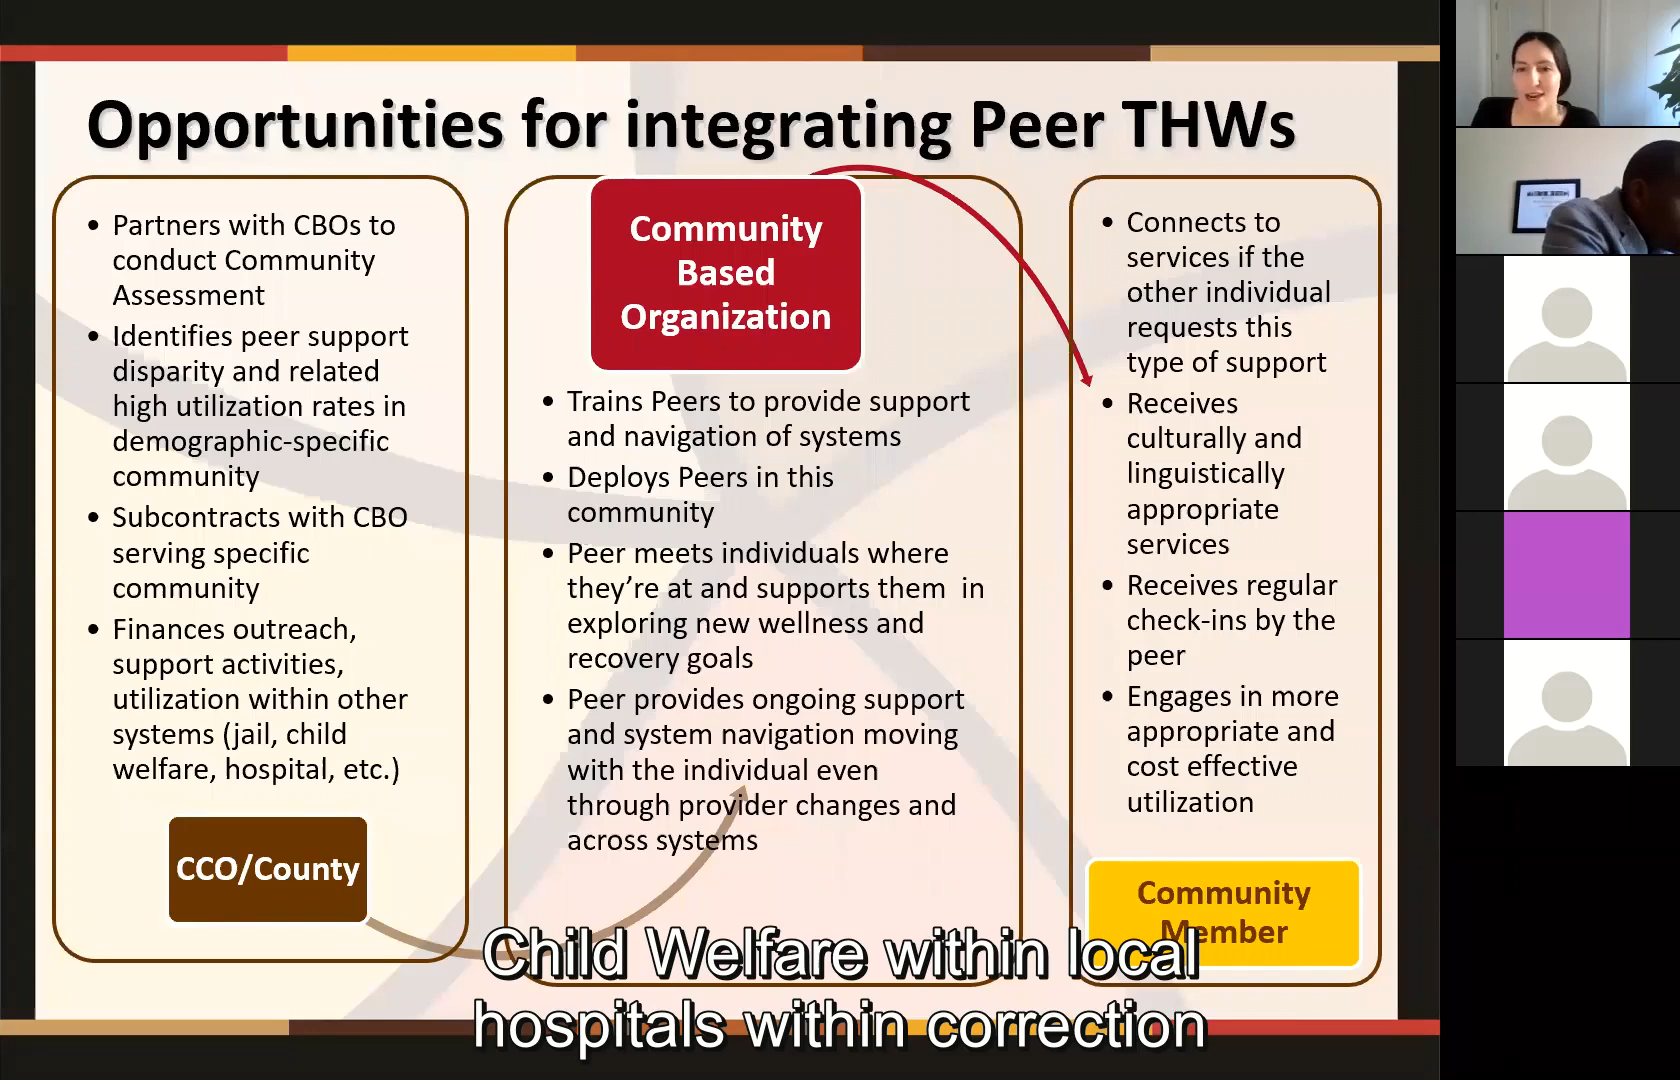 Opportunities for integrating Peer THWs
• Partners with CBOs to
conduct Community
Assessment
• Identifies peer support
disparity and related
high utilization rates in
demographic-specific
community
• Subcontracts with CBO
serving specific
community
• Finances outreach,
support activities,
utilization within other
systems (jail, child
welfare, hospital, etc.)
CCO/County
Community
Based
Organization
• Trains Peers to provide support
and navigation of systems
• Deploys Peers in this
community
• Peer meets individuals where
they’re at and supports them  in
exploring new wellness and
recovery goals
• Peer provides ongoing support
and system navigation moving
with the individual even
through provider changes and
across systems
• Connects to
services if the
other individual
requests this
type of support
• Receives
culturally and
linguistically
appropriate
services
• Receives regular
check-ins by the
peer
• Engages in more
appropriate and
cost effective
utilization
Community
Member
Child Welfare within local
hospitals within correction